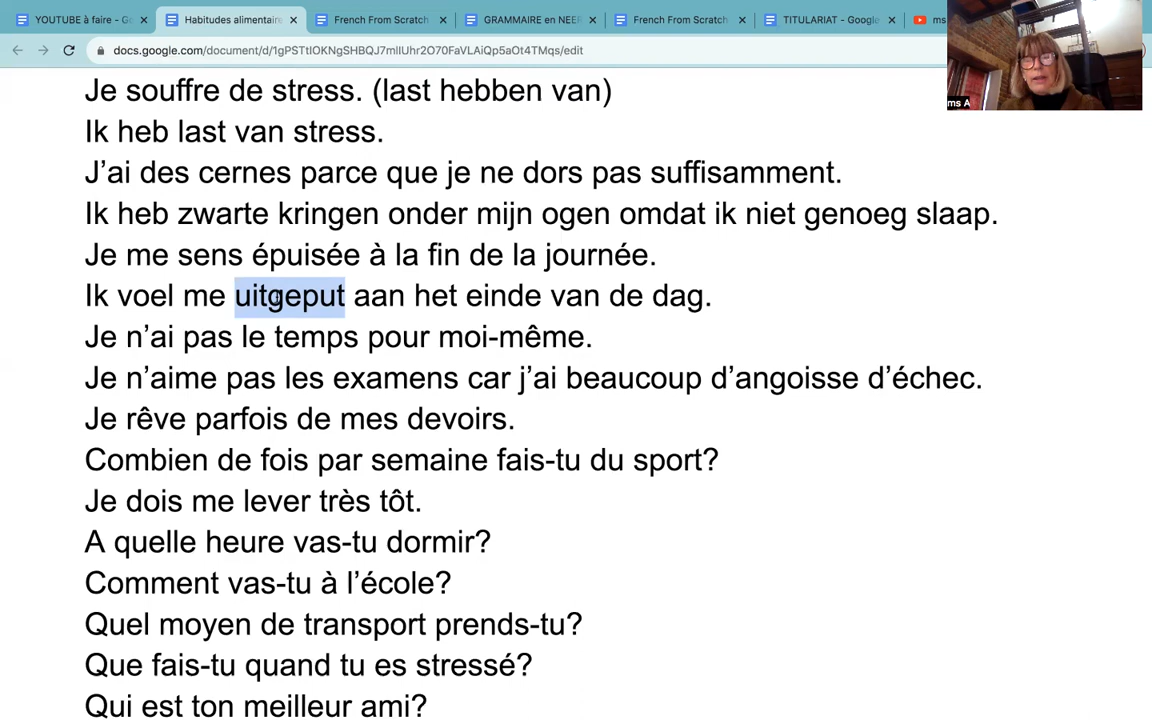 YOUTUBE à faire - Ge
Habitudes alimentaire
French From Scratch
GRAMMAIRE en NEER
French From Scratch
TITULARIAT - Google
ms
docs.google.com/document/d/1gPSTtIOKNgSHBQJ7mlIUhr2O70FaVLAiQp5aOt4TMqs/edit
ms A
Je souffre de stress. (last hebben van)
Ik heb last van stress.
J’ai des cernes parce que je ne dors pas suffisamment.
Ik heb zwarte kringen onder mijn ogen omdat ik niet genoeg slaap.
Je me sens épuisée à la fin de la journée.
Ik voel me uitgeput aan het einde van de dag.
Je n’ai pas le temps pour moi-même.
Je n’aime pas les examens car j’ai beaucoup d’angoisse d’échec.
Je rêve parfois de mes devoirs.
Combien de fois par semaine fais-tu du sport?
Je dois me lever très tôt.
A quelle heure vas-tu dormir?
Comment vas-tu à l’école?
Quel moyen de transport prends-tu?
Que fais-tu quand tu es stressé?
Qui est ton meilleur ami?